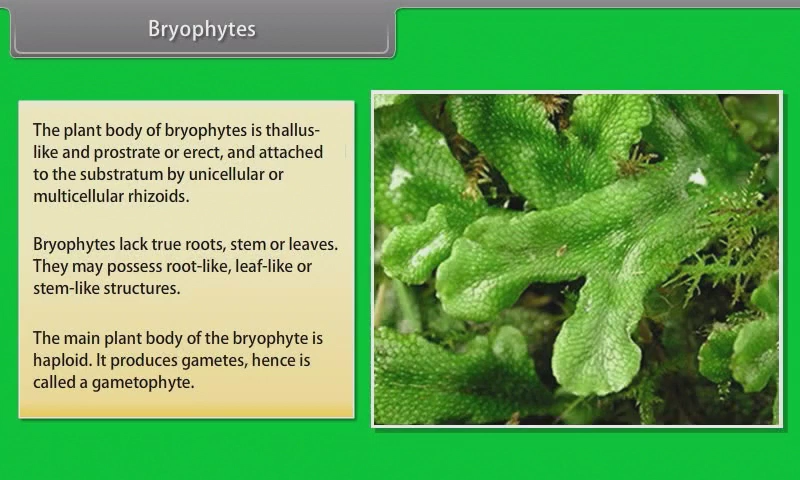 Bryophytes
The plant body of bryophytes is thallus-
like and prostrate or erect, and attached
to the substratum by unicellular or
multicellular rhizoids.
Bryophytes lack true roots, stem or leaves.
They may possess root-like, leaf-like or
stem-like structures.
The main plant body of the bryophyte is
haploid. It produces gametes, hence is
called a gametophyte.